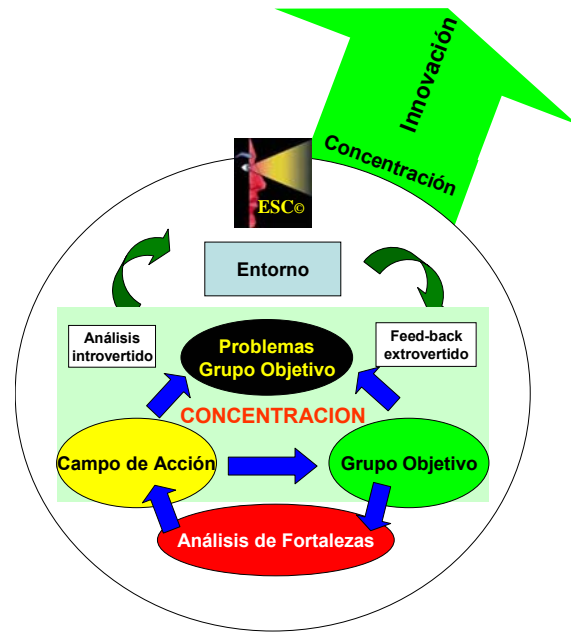 Innovación
Concentración
ESC©
Entorno
Análisis
introvertido
Feed-back
extrovertido
Problemas
Grupo Objetivo
CONCENTRACION
Campo de Acción
Grupo Objetivo
Análisis de Fortalezas